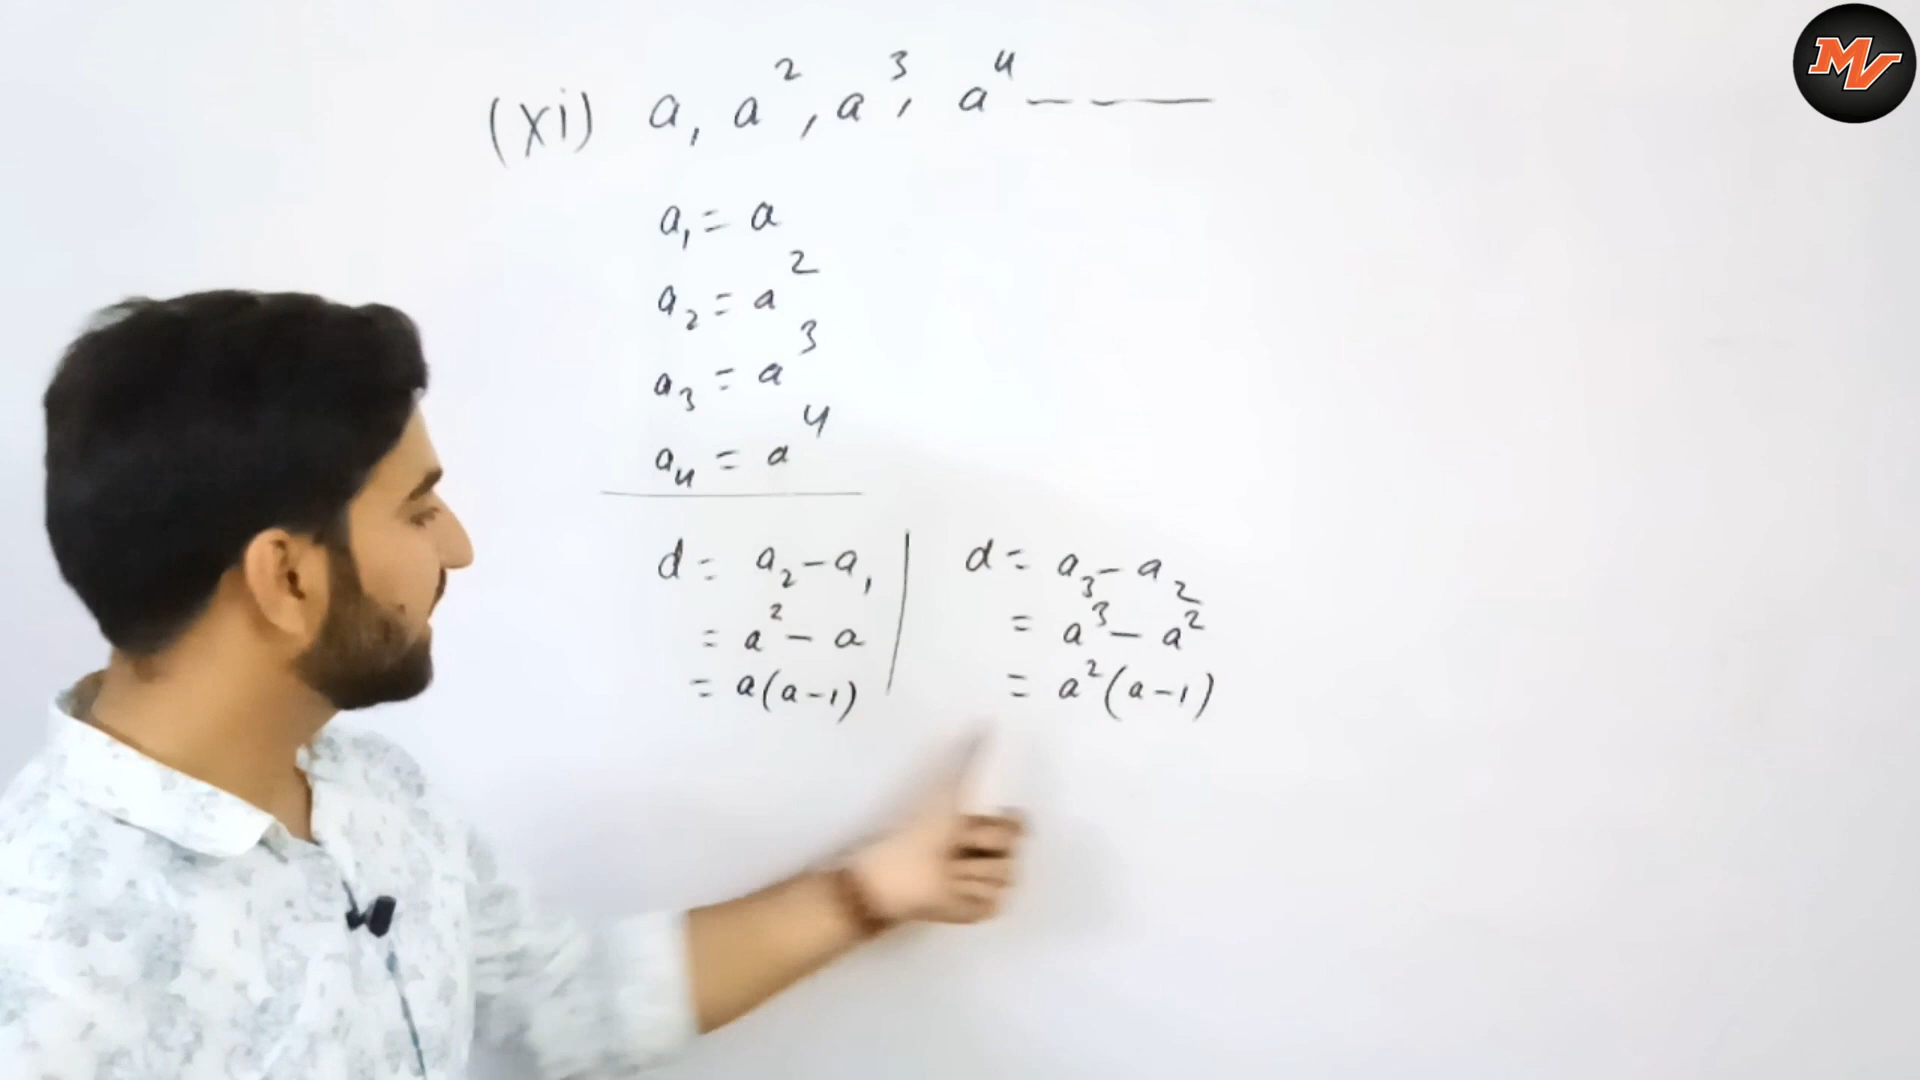 (xi) a, a², a³, a⁴ - - -
a₁ = a
a₂ = a²
a₃ = a³
a₄ = a⁴
d = a₂ - a₁
= a² - a
= a(a-1)
d = a₃ - a₂
= a³ - a²
= a²(a-1)
MV